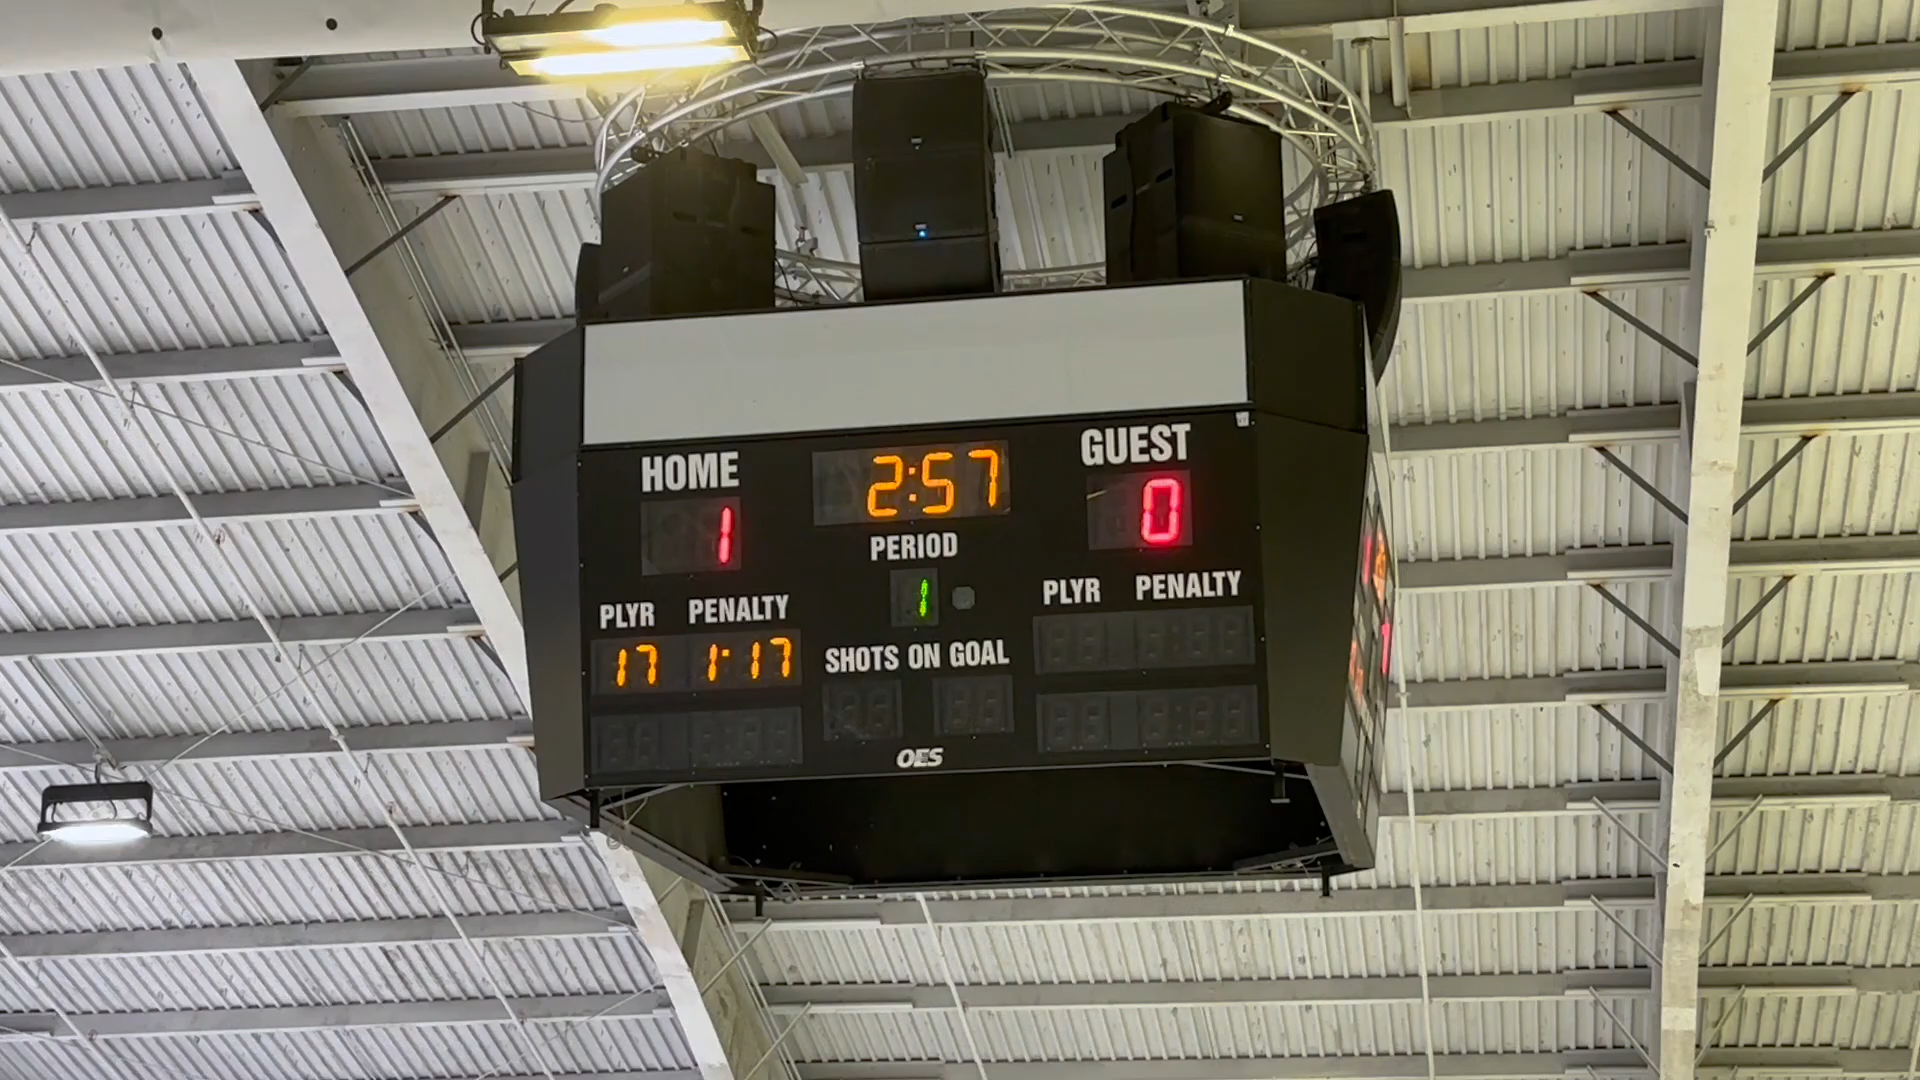 HOME 2:57 GUEST
1 0
PERIOD
1
PLYR PENALTY PLYR PENALTY
17 1:17
SHOTS ON GOAL
OES